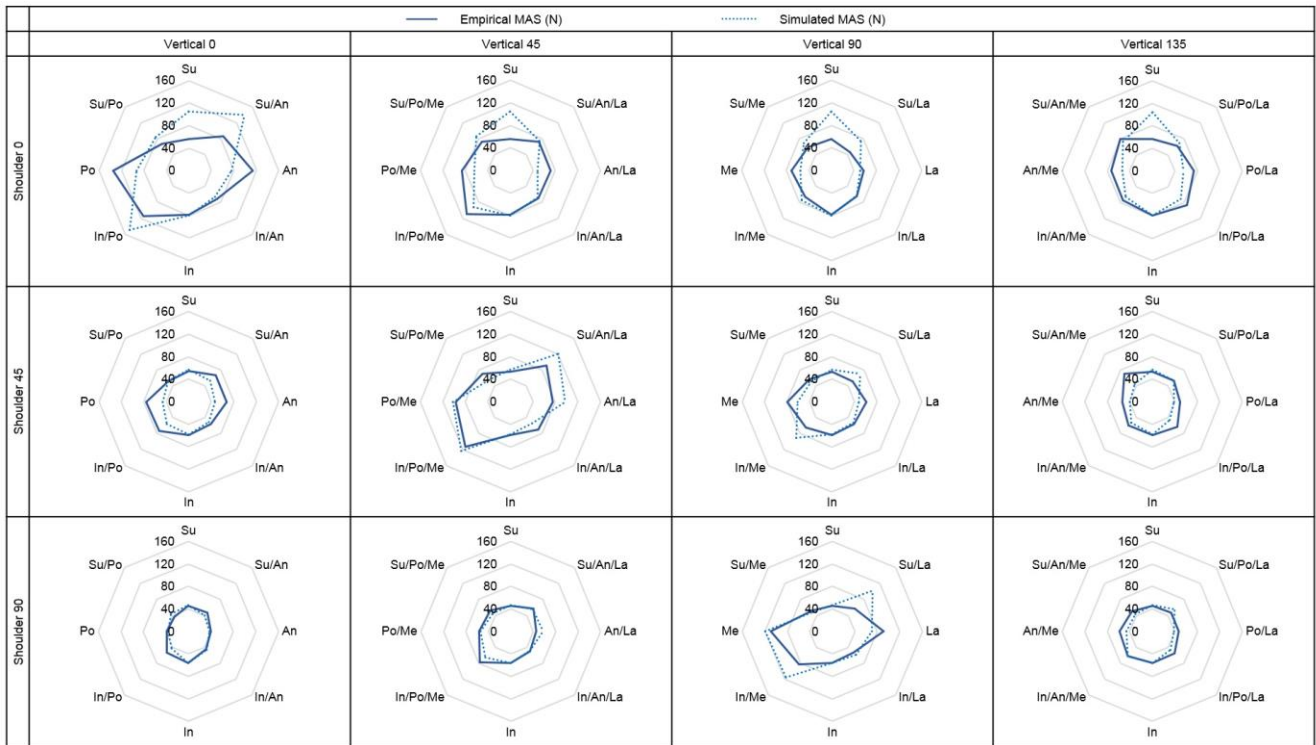 Empirical MAS (N) Simulated MAS (N)
Vertical 0 Vertical 45 Vertical 90 Vertical 135
Shoulder 0
Su
160
120
80
40
0
Su/Po Su/An
Po An
In/Po In/An
In
Su
160
120
80
40
0
Su/Po/Me Su/An/La
Po/Me An/La
In/Po/Me In/An/La
In
Su
160
120
80
40
0
Su/Me Su/La
Me La
In/Me In/La
In
Su
160
120
80
40
0
Su/An/Me Su/Po/La
An/Me Po/La
In/An/Me In/Po/La
In
Shoulder 45
Su
160
120
80
40
0
Su/Po Su/An
Po An
In/Po In/An
In
Su
160
120
80
40
0
Su/Po/Me Su/An/La
Po/Me An/La
In/Po/Me In/An/La
In
Su
160
120
80
40
0
Su/Me Su/La
Me La
In/Me In/La
In
Su
160
120
80
40
0
Su/An/Me Su/Po/La
An/Me Po/La
In/An/Me In/Po/La
In
Shoulder 90
Su
160
120
80
40
0
Su/Po Su/An
Po An
In/Po In/An
In
Su
160
120
80
40
0
Su/Po/Me Su/An/La
Po/Me An/La
In/Po/Me In/An/La
In
Su
160
120
80
40
0
Su/Me Su/La
Me La
In/Me In/La
In
Su
160
120
80
40
0
Su/An/Me Su/Po/La
An/Me Po/La
In/An/Me In/Po/La
In